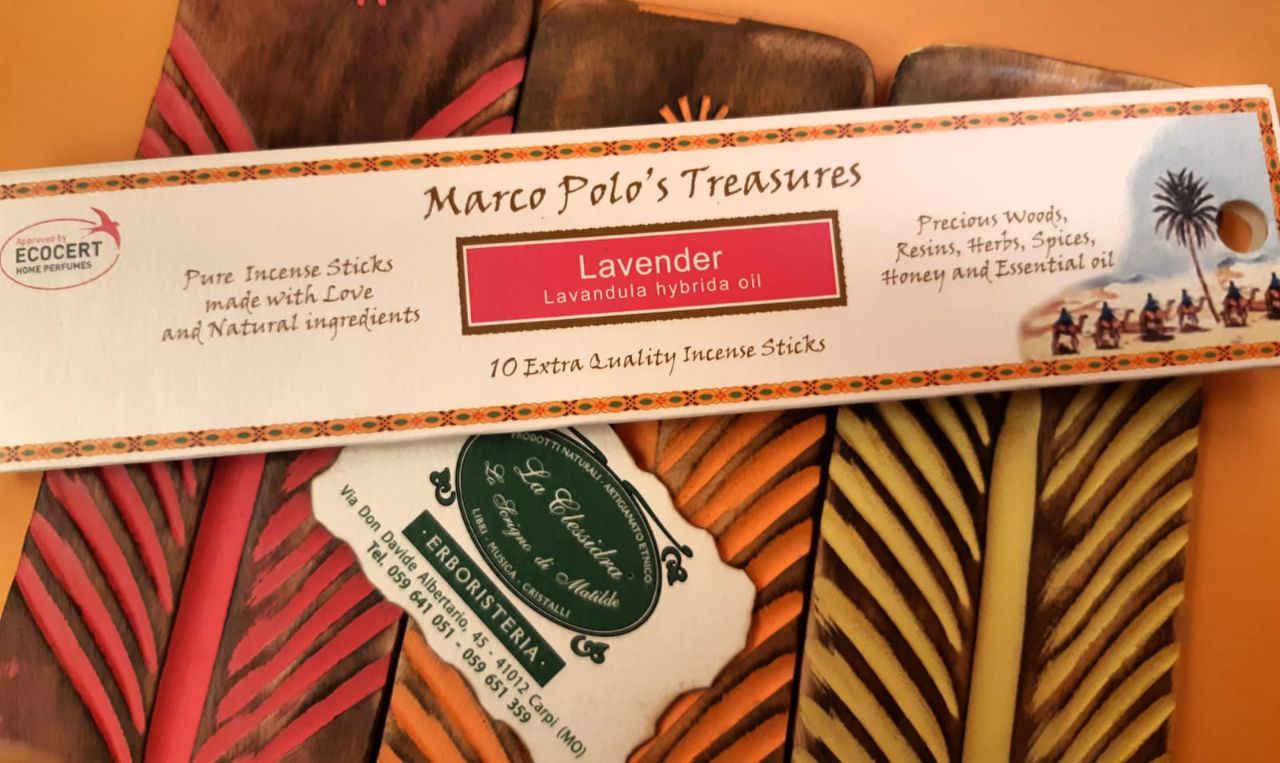 Marco Polo's Treasures
Approved by
ECOCERT
HOME PERFUMES
Pure Incense Sticks
made with Love
and Natural ingredients
Lavender
Lavandula hybrida oil
10 Extra Quality Incense Sticks
Precious Woods,
Resins, Herbs, Spices,
Honey and Essential oil
PRODOTTI NATURALI - ARTIGIANATO ETNICO
La Clessidra
Lo Scrigno di Matilde
LIBRI - MUSICA - CRISTALLI
· ERBORISTERIA ·
Via Don Davide Albertario, 45 - 41012 Carpi (MO)
Tel. 059 641 051 - 059 651 359